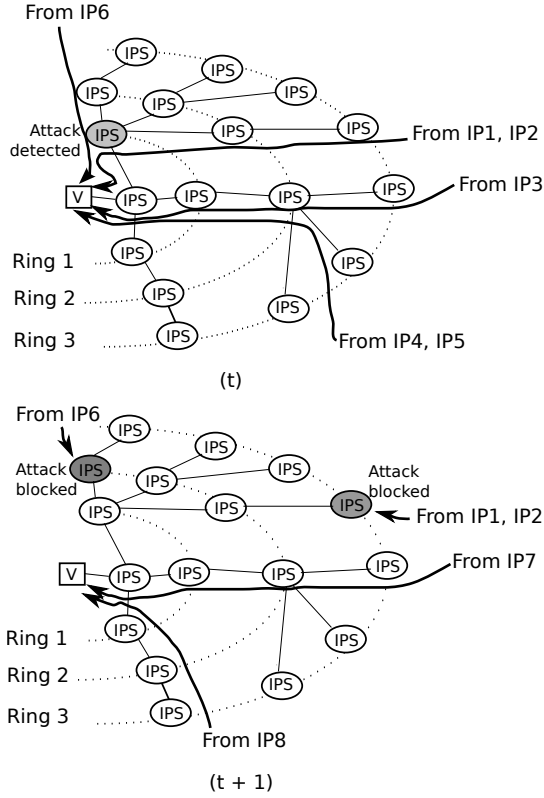 From IP6
IPS
IPS
IPS
IPS
IPS
Attack
detected
IPS
IPS
IPS
From IP1, IP2
From IP3
V
IPS
IPS
IPS
IPS
Ring 1
IPS
IPS
Ring 2
IPS
IPS
Ring 3
IPS
From IP4, IP5
(t)
From IP6
IPS
IPS
Attack
blocked
IPS
IPS
IPS
Attack
blocked
IPS
IPS
IPS
From IP1, IP2
From IP7
V
IPS
IPS
IPS
IPS
Ring 1
IPS
IPS
Ring 2
IPS
IPS
Ring 3
IPS
From IP8
(t + 1)